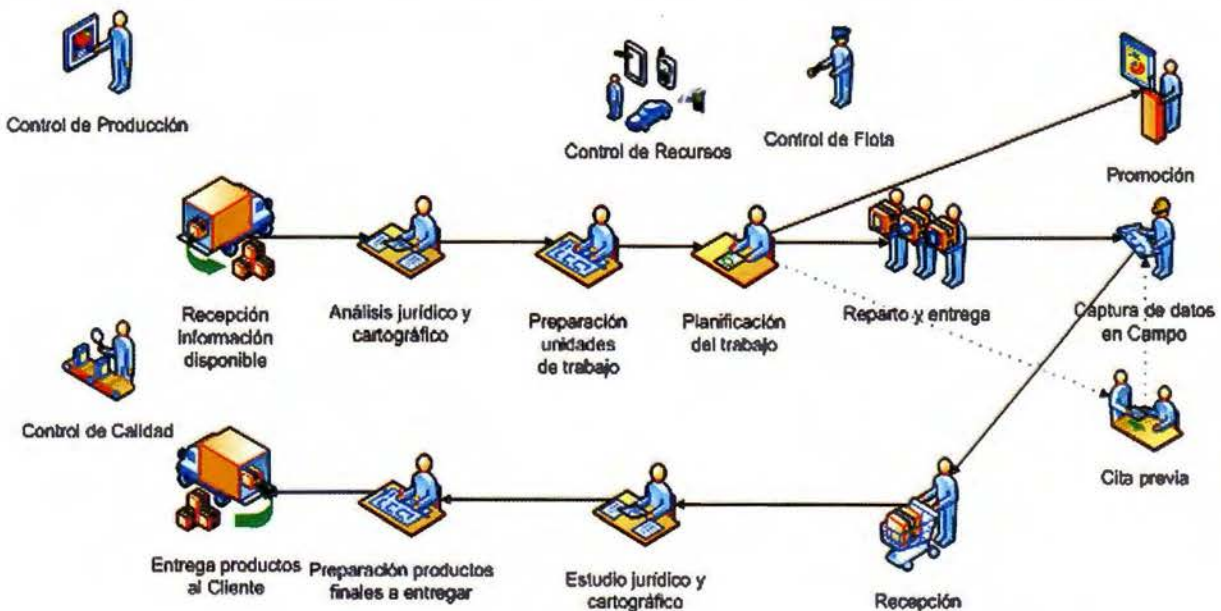 Control de Producción
Control de Recursos
Control de Flota
Promoción
Recepción
información
disponible
Análisis jurídico y
cartográfico
Preparación
unidades
de trabajo
Planificación
del trabajo
Reparto y entrega
Captura de datos
en Campo
Control de Calidad
Cita previa
Entrega productos
al Cliente
Preparación productos
finales a entregar
Estudio jurídico y
cartográfico
Recepción